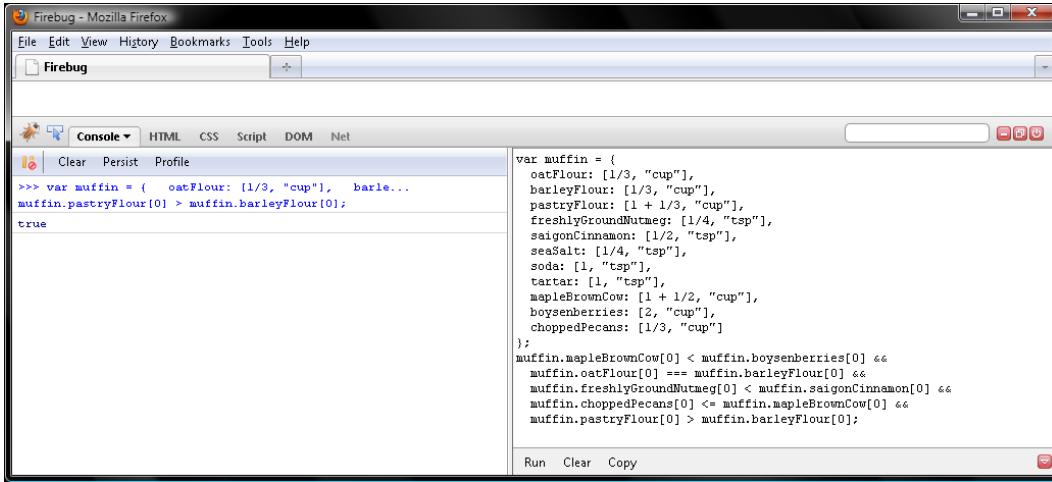 Firebug - Mozilla Firefox
File Edit View History Bookmarks Tools Help
Firebug
Console HTML CSS Script DOM Net
Clear Persist Profile
>>> var muffin = {   oatFlour: [1/3, "cup"],   barle...
muffin.pastryFlour[0] > muffin.barleyFlour[0];
true
var muffin = {
  oatFlour: [1/3, "cup"],
  barleyFlour: [1/3, "cup"],
  pastryFlour: [1 + 1/3, "cup"],
  freshlyGroundNutmeg: [1/4, "tsp"],
  saigonCinnamon: [1/2, "tsp"],
  seaSalt: [1/4, "tsp"],
  soda: [1, "tsp"],
  tartar: [1, "tsp"],
  mapleBrownCow: [1 + 1/2, "cup"],
  boysenberries: [2, "cup"],
  choppedPecans: [1/3, "cup"]
};
muffin.mapleBrownCow[0] < muffin.boysenberries[0] &&
  muffin.oatFlour[0] === muffin.barleyFlour[0] &&
  muffin.freshlyGroundNutmeg[0] < muffin.saigonCinnamon[0] &&
  muffin.choppedPecans[0] <= muffin.mapleBrownCow[0] &&
  muffin.pastryFlour[0] > muffin.barleyFlour[0];
Run Clear Copy